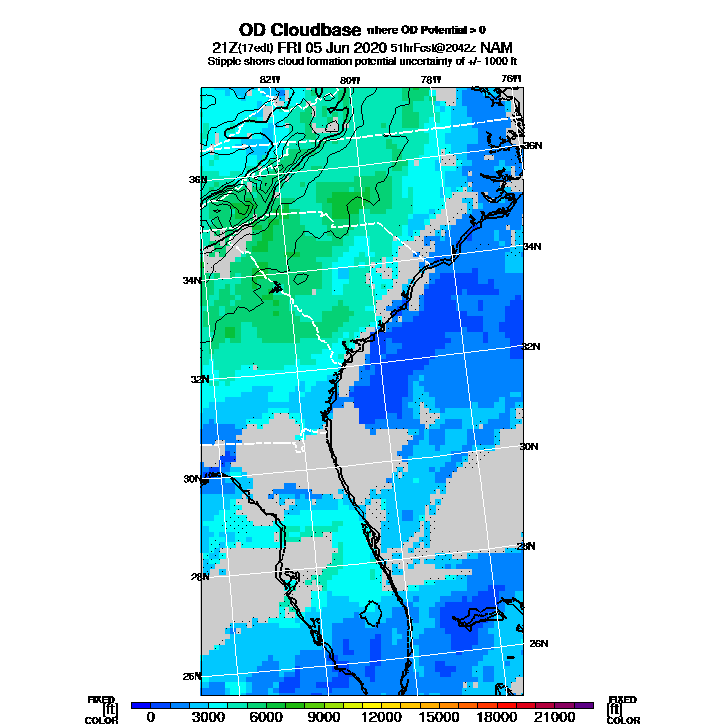 OD Cloudbase where OD Potential > 0
21Z(17edt) FRI 05 Jun 2020 51hrFcst@2042z NAM
Stipple shows cloud formation potential uncertainty of +/- 1000 ft
82W 80W 78W 76W
36N
36N
34N
34N
32N
32N
30N
30N
28N
28N
26N
26N
FIXED FIXED
[ft] 0 3000 6000 9000 12000 15000 18000 21000 [ft]
COLOR COLOR